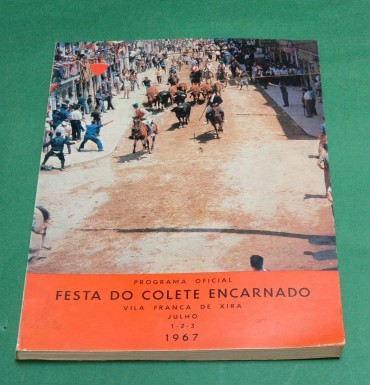 PROGRAMA OFICIAL
FESTA DO COLETE ENCARNADO
VILA FRANCA DE XIRA
JULHO
1-2-3
1967